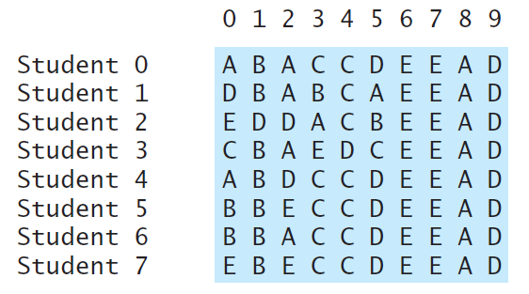 0 1 2 3 4 5 6 7 8 9
Student 0 A B A C C D E E A D
Student 1 D B A B C A E E A D
Student 2 E D D A C B E E A D
Student 3 C B A E D C E E A D
Student 4 A B D C C D E E A D
Student 5 B B E C C D E E A D
Student 6 B B A C C D E E A D
Student 7 E B E C C D E E A D